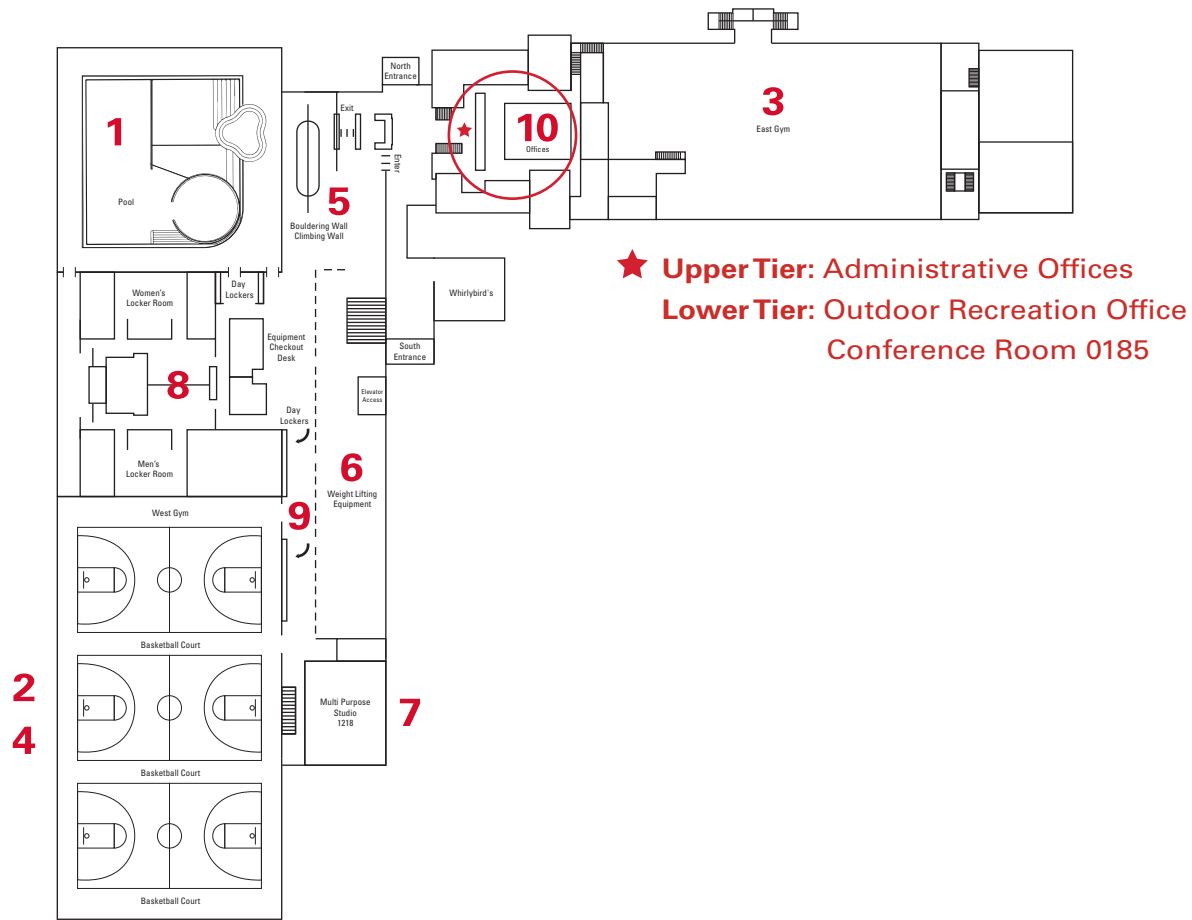 North
Entrance
Exit
1
10
Offices
3
East Gym
Enter
Pool
5
Bouldering Wall
Climbing Wall
★ Upper Tier: Administrative Offices
Lower Tier: Outdoor Recreation Office
Conference Room 0185
Women's
Locker Room
Day
Lockers
Whirlybird's
Equipment
Checkout
Desk
South
Entrance
8
Elevator
Access
Day
Lockers
Men's
Locker Room
6
Weight Lifting
Equipment
West Gym
9
Basketball Court
2
4
Multi Purpose
Studio
1218
7
Basketball Court
Basketball Court